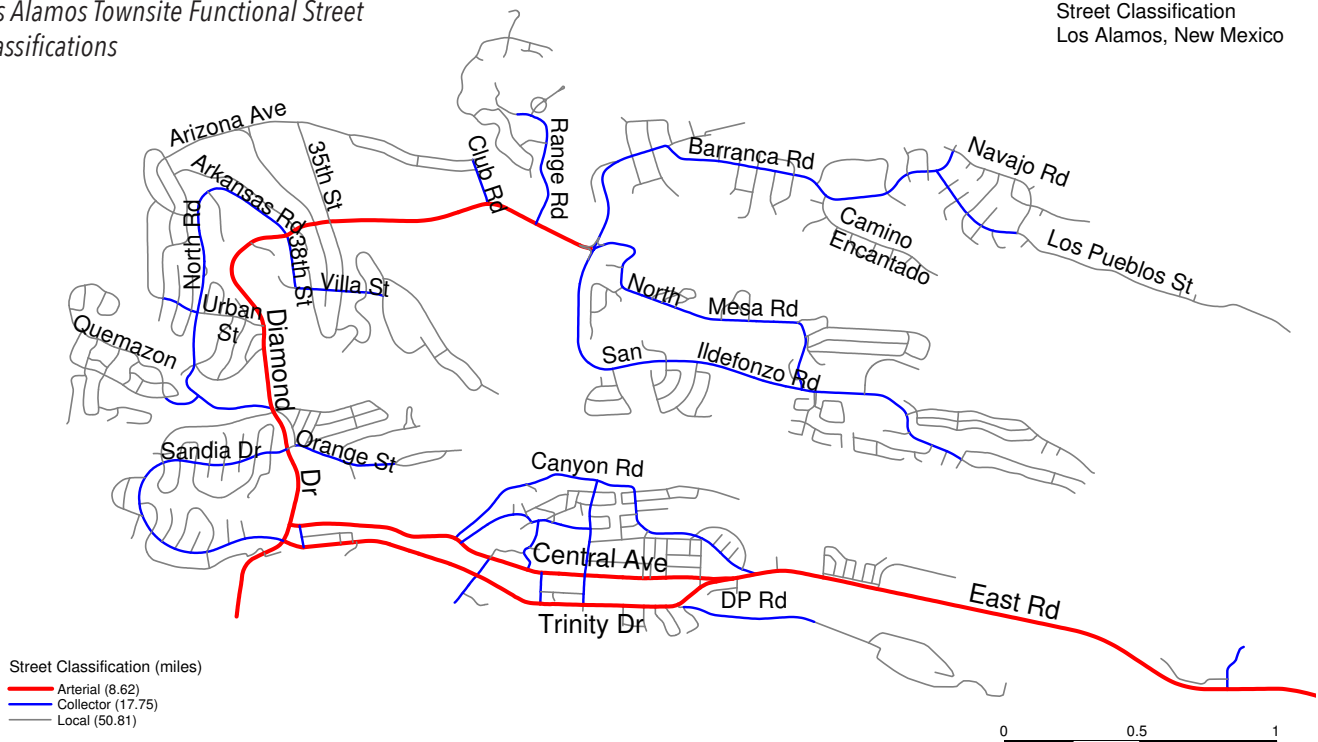 s Alamos Townsite Functional Street
assifications
Street Classification
Los Alamos, New Mexico
Arizona Ave
35th St
Club Rd
Range Rd
Barranca Rd
Navajo Rd
Arkansas Rd
North Rd
38th St
Villa St
Camino
Encantado
Los Pueblos St
Urban
St
Quemazon
Diamond
Dr
North
Mesa Rd
San
Ildefonzo Rd
Sandia Dr
Orange St
Canyon Rd
Central Ave
Trinity Dr
DP Rd
East Rd
Street Classification (miles)
Arterial (8.62)
Collector (17.75)
Local (50.81)
0 0.5 1